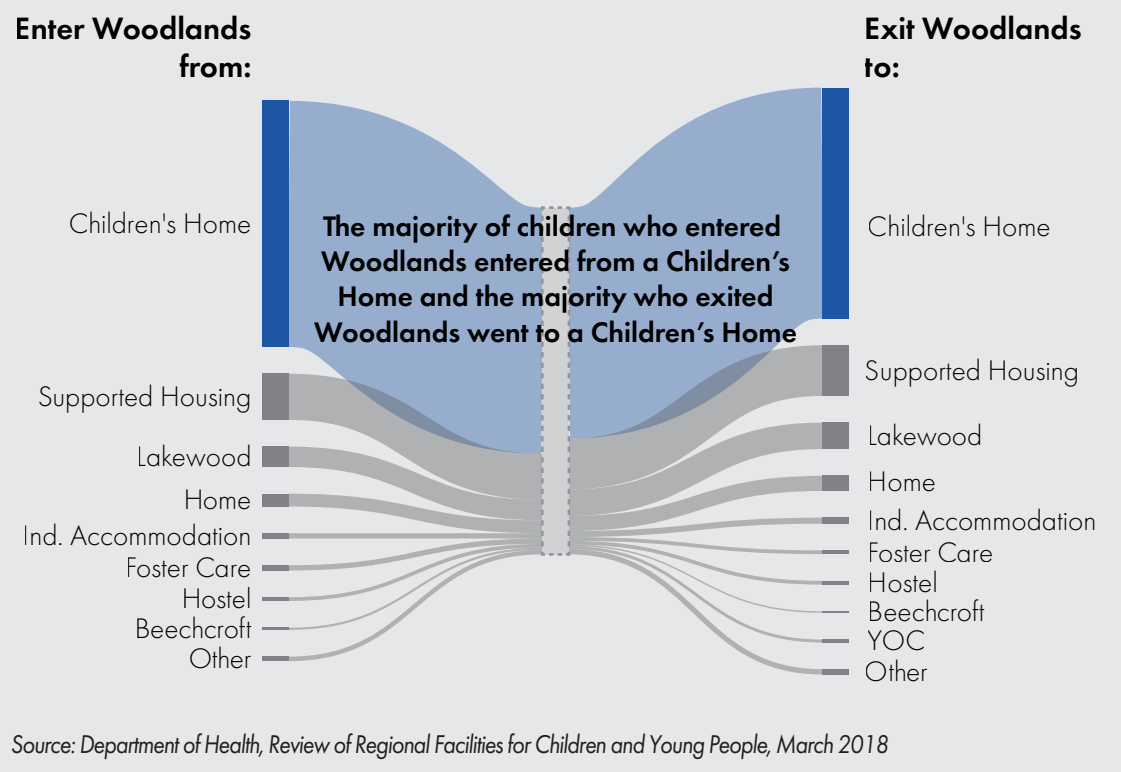 Enter Woodlands
from:
Exit Woodlands
to:
Children's Home
Supported Housing
Lakewood
Home
Ind. Accommodation
Foster Care
Hostel
Beechcroft
Other
The majority of children who entered
Woodlands entered from a Children’s
Home and the majority who exited
Woodlands went to a Children’s Home
Children's Home
Supported Housing
Lakewood
Home
Ind. Accommodation
Foster Care
Hostel
Beechcroft
YOC
Other
Source: Department of Health, Review of Regional Facilities for Children and Young People, March 2018